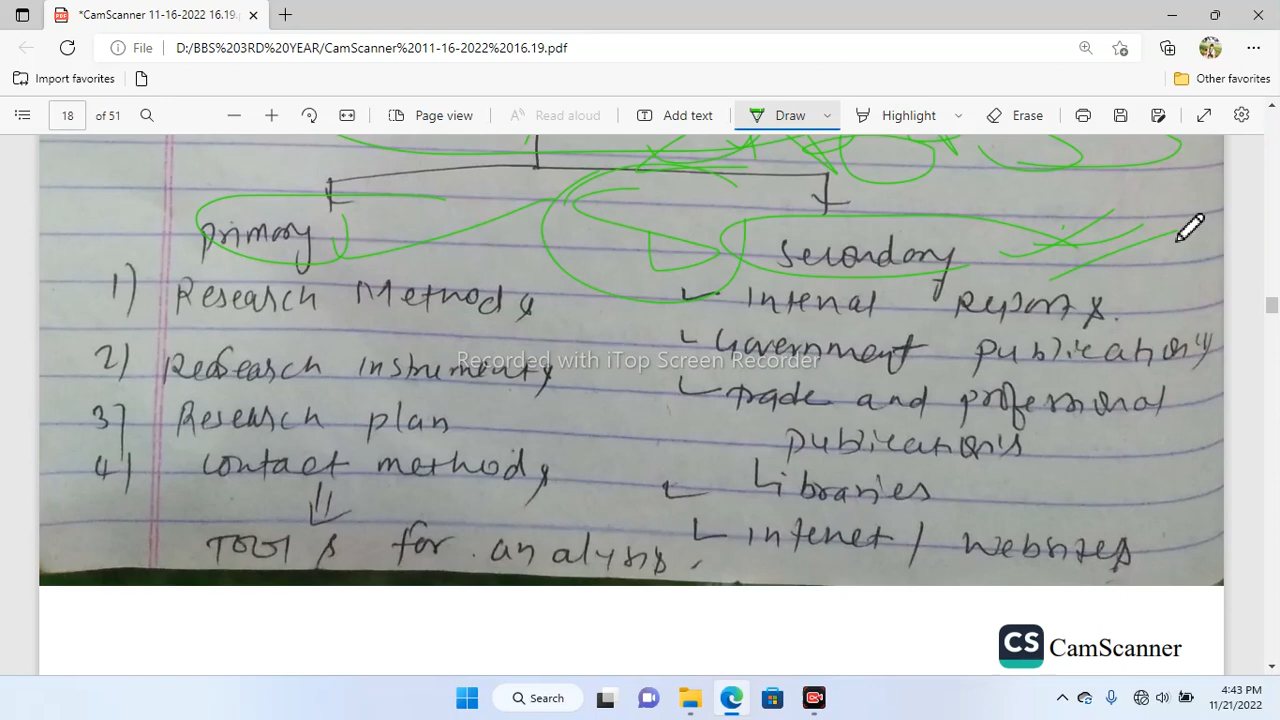 *CamScanner 11-16-2022 16.19.p
File D:/BBS%203RD%20YEAR/CamScanner%2011-16-2022%2016.19.pdf
Import favorites
Other favorites
18 of 51
Page view
Read aloud
Add text
Draw
Highlight
Erase
primary
secondary
1) Research Methods
2) Research instruments
3) Research plan
4) contact methods
Tools for analysis.
Intenal Reports.
Government publications
Trade and professional
publications
Libraries
intenet / websites
Recorded with iTop Screen Recorder
CS CamScanner
Search
4:43 PM
11/21/2022